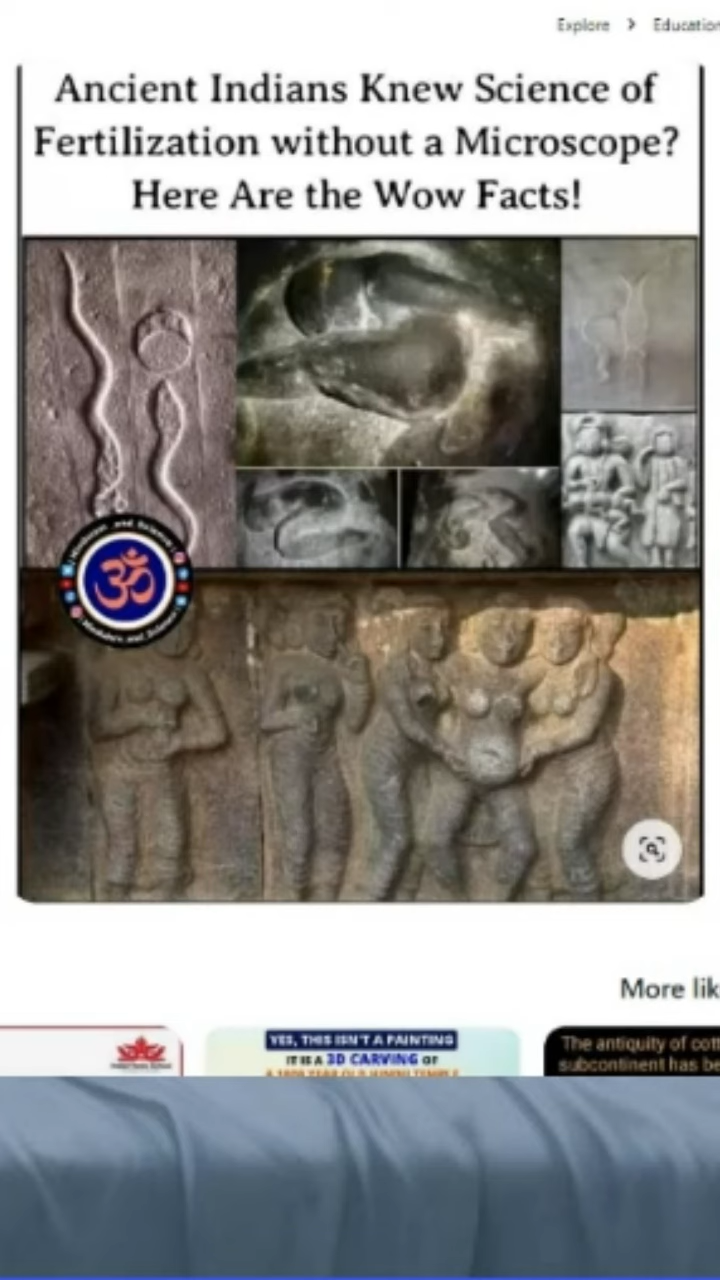 Explore > Education
Ancient Indians Knew Science of
Fertilization without a Microscope?
Here Are the Wow Facts!
ॐ
More lik
YES, THIS ISN'T A PAINTING
IT IS A 3D CARVING OF
The antiquity of cott
subcontinent has be